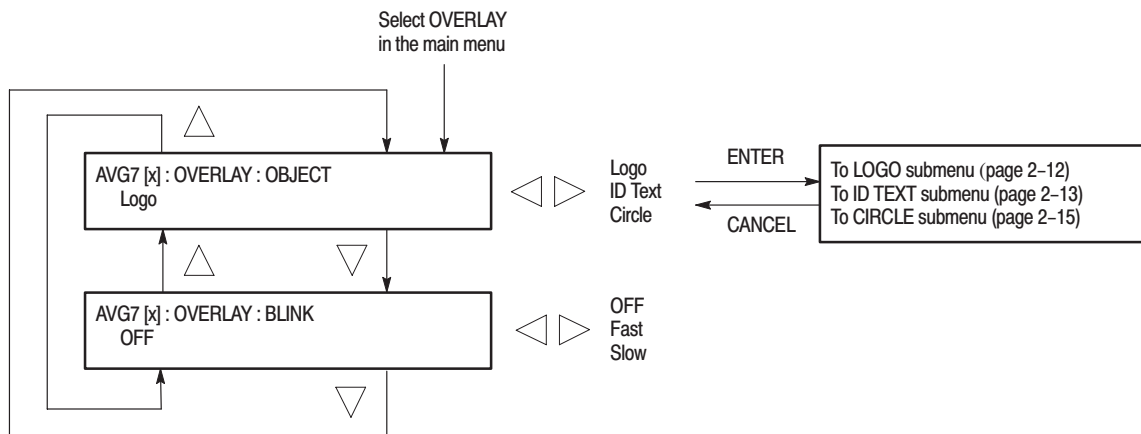 Select OVERLAY
in the main menu
AVG7 [x] : OVERLAY : OBJECT
Logo
Logo
ID Text
Circle
ENTER
CANCEL
To LOGO submenu (page 2–12)
To ID TEXT submenu (page 2–13)
To CIRCLE submenu (page 2–15)
AVG7 [x] : OVERLAY : BLINK
OFF
OFF
Fast
Slow